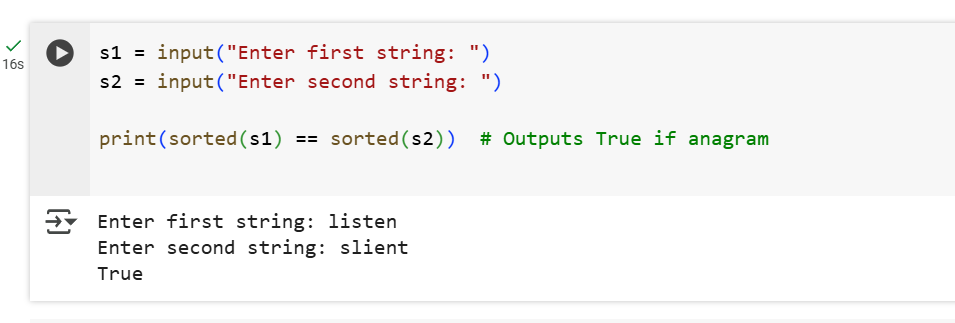 s1 = input("Enter first string: ")
16s
s2 = input("Enter second string: ")
print(sorted(s1) == sorted(s2))  # Outputs True if anagram
Enter first string: listen
Enter second string: slient
True